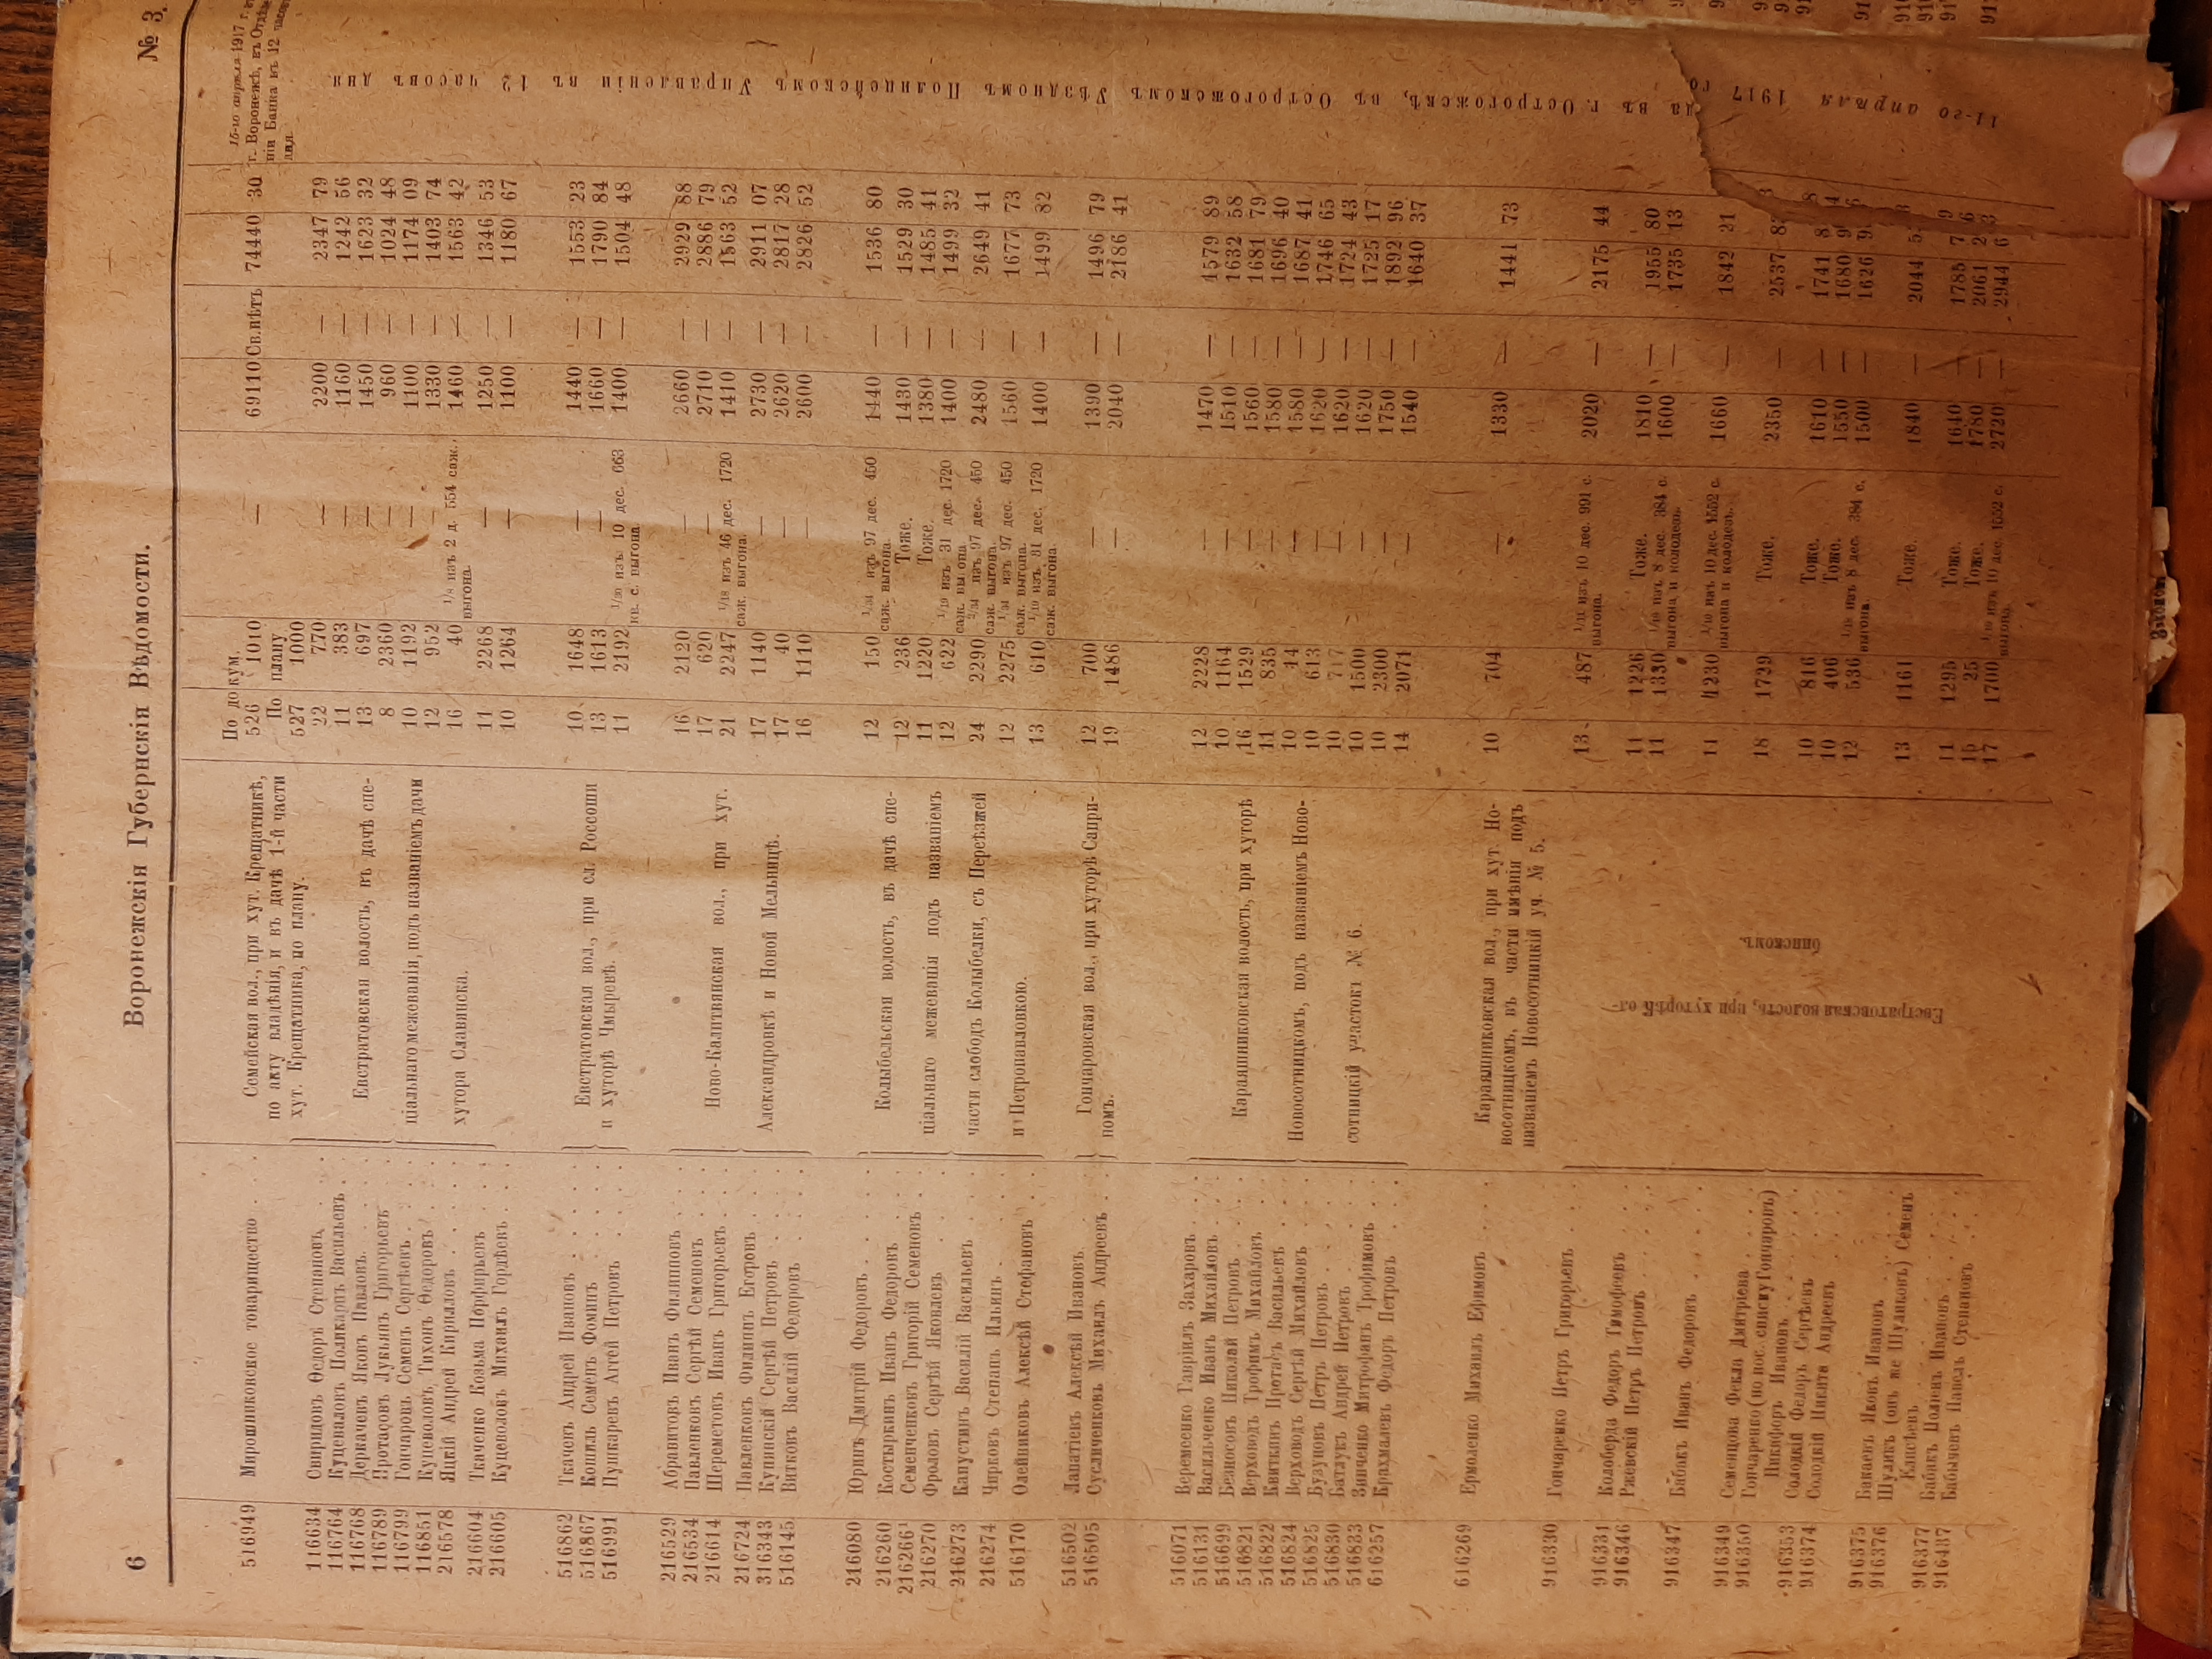 6
Воронежскія Губернскія Вѣдомости.
№ 3.
По докум.
516949 Мирошниковское товарищество . . . Семейская вол., при хут. Крещатникѣ, 526 1010 — 69110 Св.нѣтъ 74440 30 15-го апрѣля 1917 г. въ
по акту владѣнія, и въ дачѣ 1-й части По плану г. Воронежѣ, въ Отдѣле-
хут. Крещатника, по плану. 527 1000 ніи Банка въ 12 часовъ
дня.
116634 Свиридовъ Ѳедоръ Степановъ . . . 22 770 — 2200 — 2347 79
116764 Куцеваловъ Поликарпъ Васильевъ . 11 383 — 1160 — 1242 56
116768 Деркачевъ Яковъ Павловъ. . . . . Евстратовская волость, въ дачѣ спе- 13 697 — 1450 — 1623 32
116789 Протасовъ Лукьянъ Григорьевъ . . 8 2360 — 960 — 1024 48
116799 Гончаровъ Семенъ Сергѣевъ . . . . ціальнаго межеванія, подъ названіемъ дачи 10 1192 — 1100 — 1174 09
116851 Куцеволовъ Тихонъ Ѳедоровъ . . . 12 952 — 1330 — 1403 74
216578 Яцкій Андрей Кирилловъ . . . . . хутора Славянска. 16 40 1/8 изъ 2 д. 554 саж. 1460 — 1563 42
выгона.
216604 Ткаченко Козьма Порфирьевъ . . . 11 2268 — 1250 — 1346 53
216605 Куцеволовъ Михаилъ Гордѣевъ . . . 10 1264 — 1100 — 1180 67
516862 Ткачевъ Андрей Ивановъ . . . . . Евстратовская вол., при сл. Россоши 10 1648 — 1440 — 1553 23
516867 Кошиль Семенъ Фоминъ . . . . . и хуторѣ Чмыревѣ. 13 1613 — 1660 — 1790 84
516991 Пушкаревъ Аггей Петровъ . . . . 11 2192 1/20 изъ 10 дес. 663 1400 — 1504 48
кв. с. выгона.
216529 Абравитовъ Иванъ Филипповъ . . . 16 2120 — 2660 — 2929 88
216534 Павленковъ Сергѣй Семеновъ . . . 17 620 — 2710 — 2886 79
216614 Шереметовъ Иванъ Григорьевъ . . . Ново-Калитвянская вол., при хут. 21 2247 1/18 изъ 46 дес. 1720 1410 — 1563 52
саж. выгона.
216724 Павленковъ Филиппъ Егоровъ . . . Александровкѣ и Новой Мельницѣ. 17 1140 — 2730 — 2911 07
316343 Купянскій Сергѣй Петровъ . . . . 17 40 — 2620 — 2817 28
516145 Витковъ Василій Федоровъ . . . . 16 1110 — 2600 — 2826 52
216080 Юринъ Дмитрій Федоровъ . . . . . 12 150 1/34 изъ 97 дес. 450 1440 — 1536 80
саж. выгона.
216260 Костыркинъ Иванъ Федоровъ . . . Колыбельская волость, въ дачѣ спе- 12 236 Тоже. 1430 — 1529 30
216266 Семенченковъ Григорій Семеновъ . . 11 1220 Тоже. 1380 — 1485 41
216270 Фроловъ Сергѣй Яковлевъ . . . . ціальнаго межеванія подъ названіемъ 12 622 1/19 изъ 31 дес. 1720 1400 — 1499 32
саж. выгона.
216273 Капустинъ Василій Васильевъ . . . части слободъ Колыбелки, съ Переѣзжей 24 2290 2/34 изъ 97 дес. 450 2480 — 2649 41
саж. выгона.
216274 Чирковъ Степанъ Ильинъ . . . . . 12 2275 1/34 изъ 97 дес. 450 1560 — 1677 73
саж. выгона.
516170 Олейниковъ Алексѣй Стефановъ . . и Петропавловкою. 13 610 1/19 изъ 31 дес. 1720 1400 — 1499 82
саж. выгона.
516502 Лапатіевъ Алексѣй Ивановъ . . . Гончаровская вол., при хуторѣ Сапри- 12 700 — 1390 — 1496 79
516505 Сусличенковъ Михаилъ Андреевъ . . номъ. 19 1486 — 2040 — 2186 41
516071 Веремеенко Гавріилъ Захаровъ . . . 12 2228 — 1470 — 1579 89
516131 Васильченко Иванъ Михайловъ . . . 10 1164 — 1510 — 1632 58
516699 Безносовъ Николай Петровъ . . . . Караяшниковская волость, при хуторѣ 16 1529 — 1560 — 1681 79
516821 Верховодъ Трофимъ Михайловъ . . 11 835 — 1580 — 1696 40
516822 Квиткинъ Протасъ Васильевъ . . . 10 14 — 1580 — 1687 41
516824 Верховодъ Сергѣй Михайловъ . . . Новосотницкомъ, подъ названіемъ Ново- 10 613 — 1620 — 1746 65
516825 Бузуновъ Петръ Петровъ . . . . . 10 717 — 1620 — 1724 43
516830 Батлукъ Андрей Петровъ . . . . . сотницкій участокъ № 6. 10 1500 — 1620 — 1725 17
516833 Зинченко Митрофанъ Трофимовъ . . 10 2300 — 1750 — 1892 96
616257 Крахмалевъ Федоръ Петровъ . . . 14 2071 — 1540 — 1640 37
616269 Ермоленко Михаилъ Ефимовъ . . . . Караяшниковская вол., при хут. Но- 10 704 — 1330 — 1441 73
восотницкомъ, въ части имѣнія подъ
названіемъ Новосотницкій уч. № 5.
916330 Гончаренко Петръ Григорьевъ . . . 13 487 1/11 изъ 10 дес. 991 с. 2020 — 2175 44
выгона.
916331 Колоберда Федоръ Тимофеевъ . . . 11 1226 Тоже. 1810 — 1955 80
916346 Ржевскій Петръ Петровъ . . . . . 11 1330 изъ 8 дес. 384 с. 1600 — 1735 13
выгона и колодезь.
916347 Бабакъ Иванъ Федоровъ . . . . . 11 1230 1/10 изъ 10 дес. 1552 с. 1660 — 1842 21
выгона и колодезь.
916349 Семенцова Фекла Дмитріева . . . . 18 1729 Тоже. 2350 — 2537
916350 Гончаренко (по пос. списку Гончаровъ)
Никифоръ Ивановъ . . . . . 10 816 Тоже. 1610 — 1741
916353 Солодкій Федоръ Сергѣевъ . . . 10 406 Тоже. 1550 — 1680
916374 Солодкій Никита Андреевъ . . . 12 536 изъ 8 дес. 384 с. 1500 — 1626
выгона.
916375 Бакаевъ Яковъ Ивановъ . . . . . 13 1161 Тоже. 1840 — 2044
916376 Шуликъ (онъ же Шуликовъ) Семенъ
Елисѣевъ . . . . . 11 1295 Тоже. 1640 — 1785
916377 Бабакъ Ивановъ . . . . . 15 25 Тоже. 1780 — 2061
916437 Бабычевъ Павелъ Степановъ . . . 17 1700 1/10 изъ 10 дес. 1552 с. 2720 — 2944
выгона.
Евстратовская волость, при хуторѣ
бинскомъ.
11-го апрѣля 1917 года въ г. Острогожскѣ, въ Острогожскомъ Уѣздномъ Полицейскомъ Управленіи въ 12 часовъ дня.